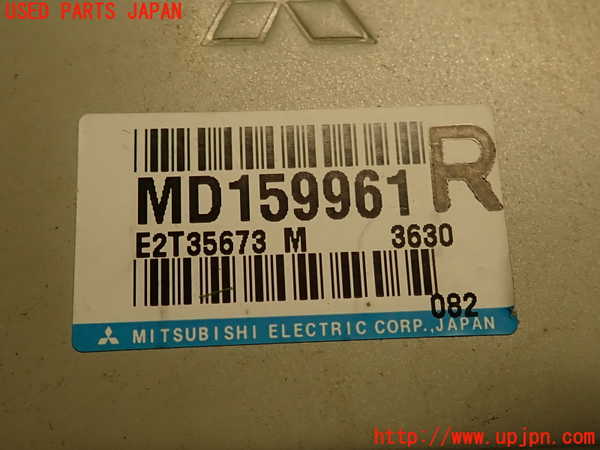 USED PARTS JAPAN
MD159961 R
E2T35673 M 3630
082
MITSUBISHI ELECTRIC CORP.,JAPAN
http://www.upjpn.com/